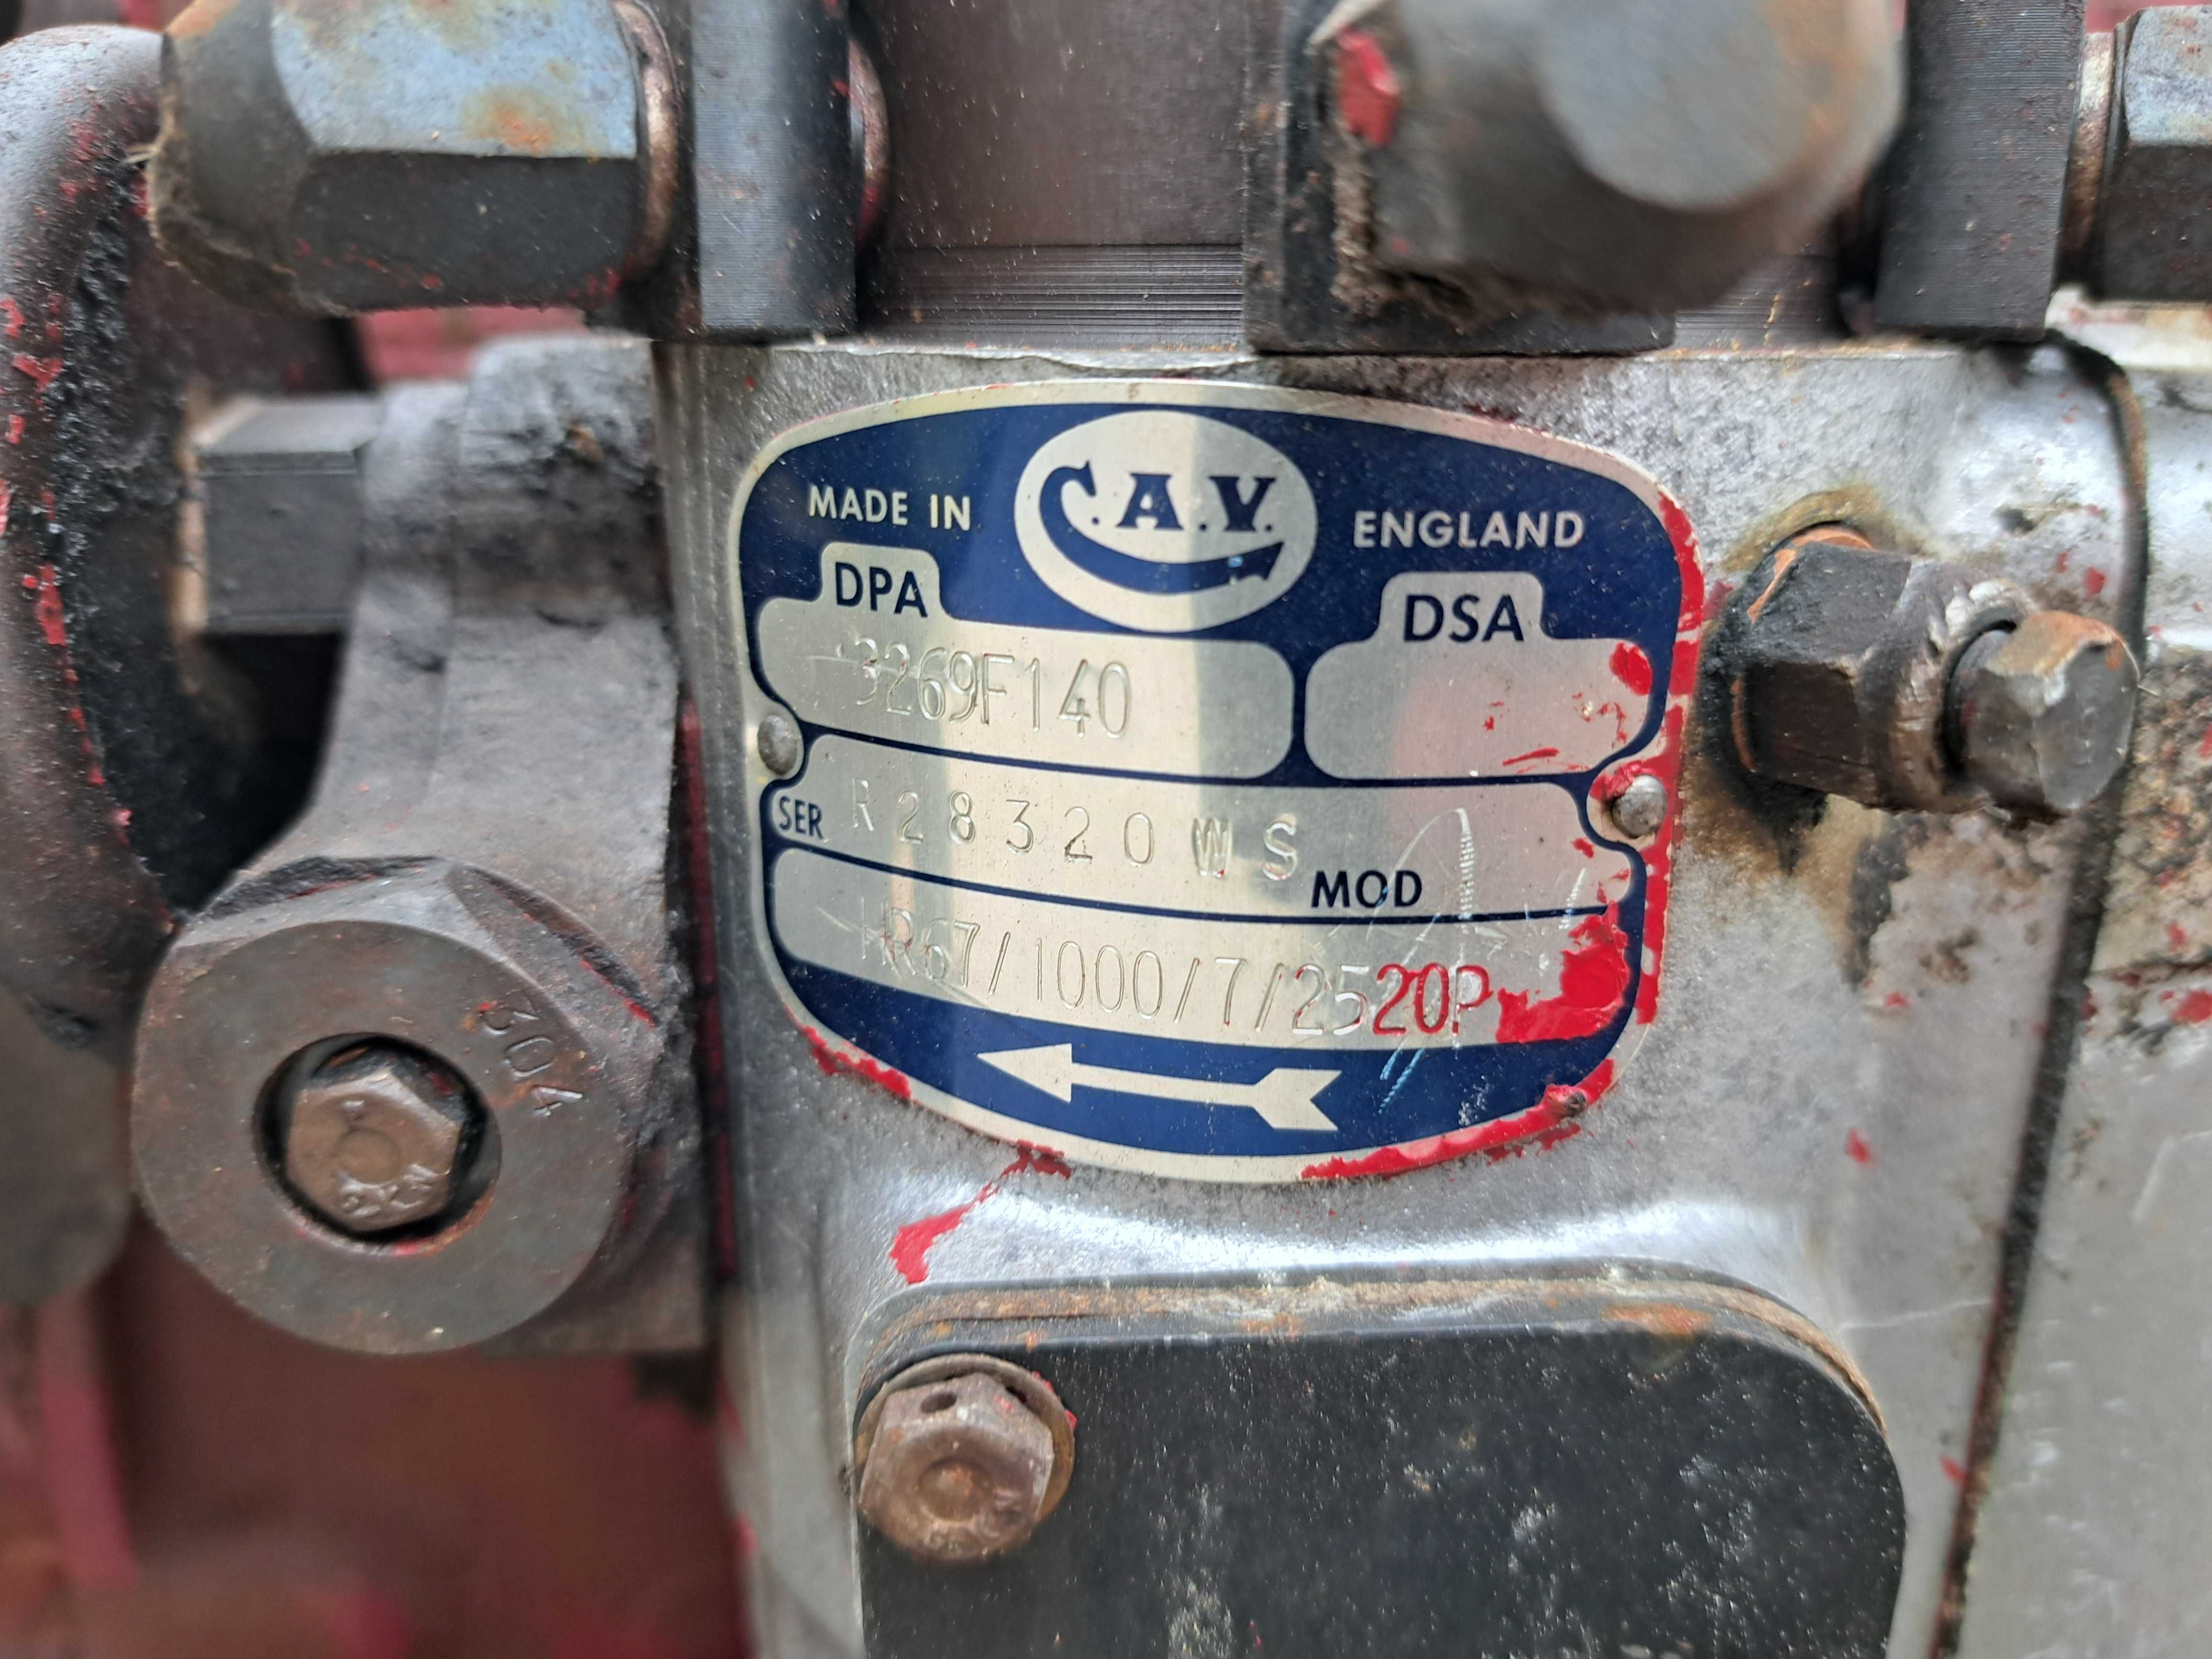 MADE IN C.A.V. ENGLAND
DPA DSA
3269F140
SER R28320WS
MOD
HR67/1000/7/2520P
304